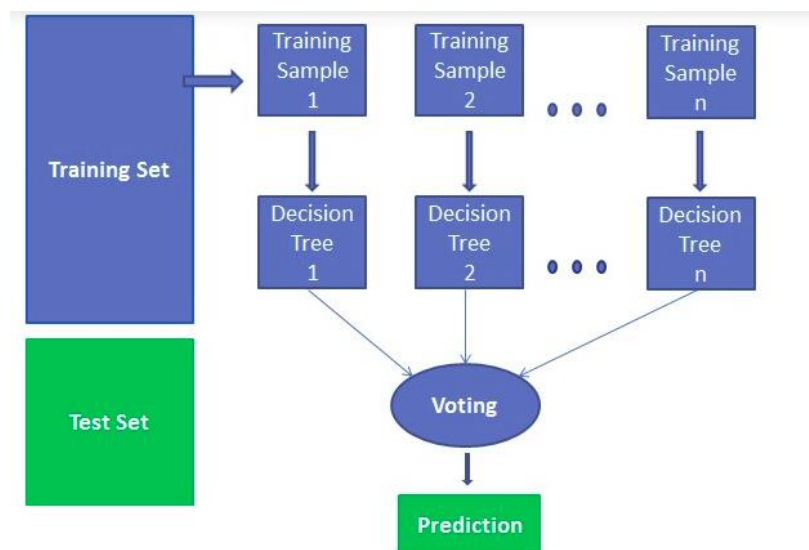 Training
Sample
1
Training
Sample
2
Training
Sample
n
Training Set
Decision
Tree
1
Decision
Tree
2
Decision
Tree
n
Test Set
Voting
Prediction